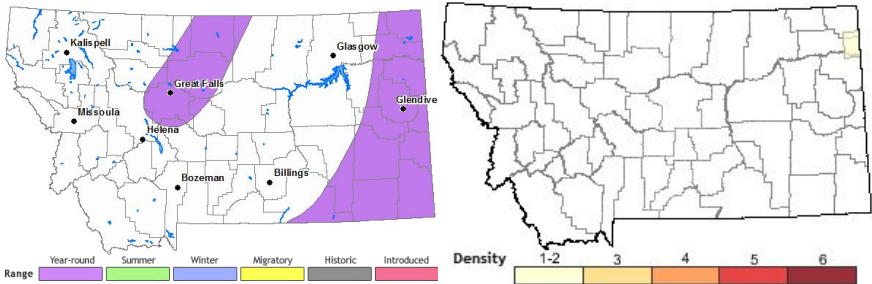 Kalispell
Glasgow
Great Falls
Glendive
Missoula
Helena
Bozeman
Billings
Year-round Summer Winter Migratory Historic Introduced
Range
Density
1-2 3 4 5 6